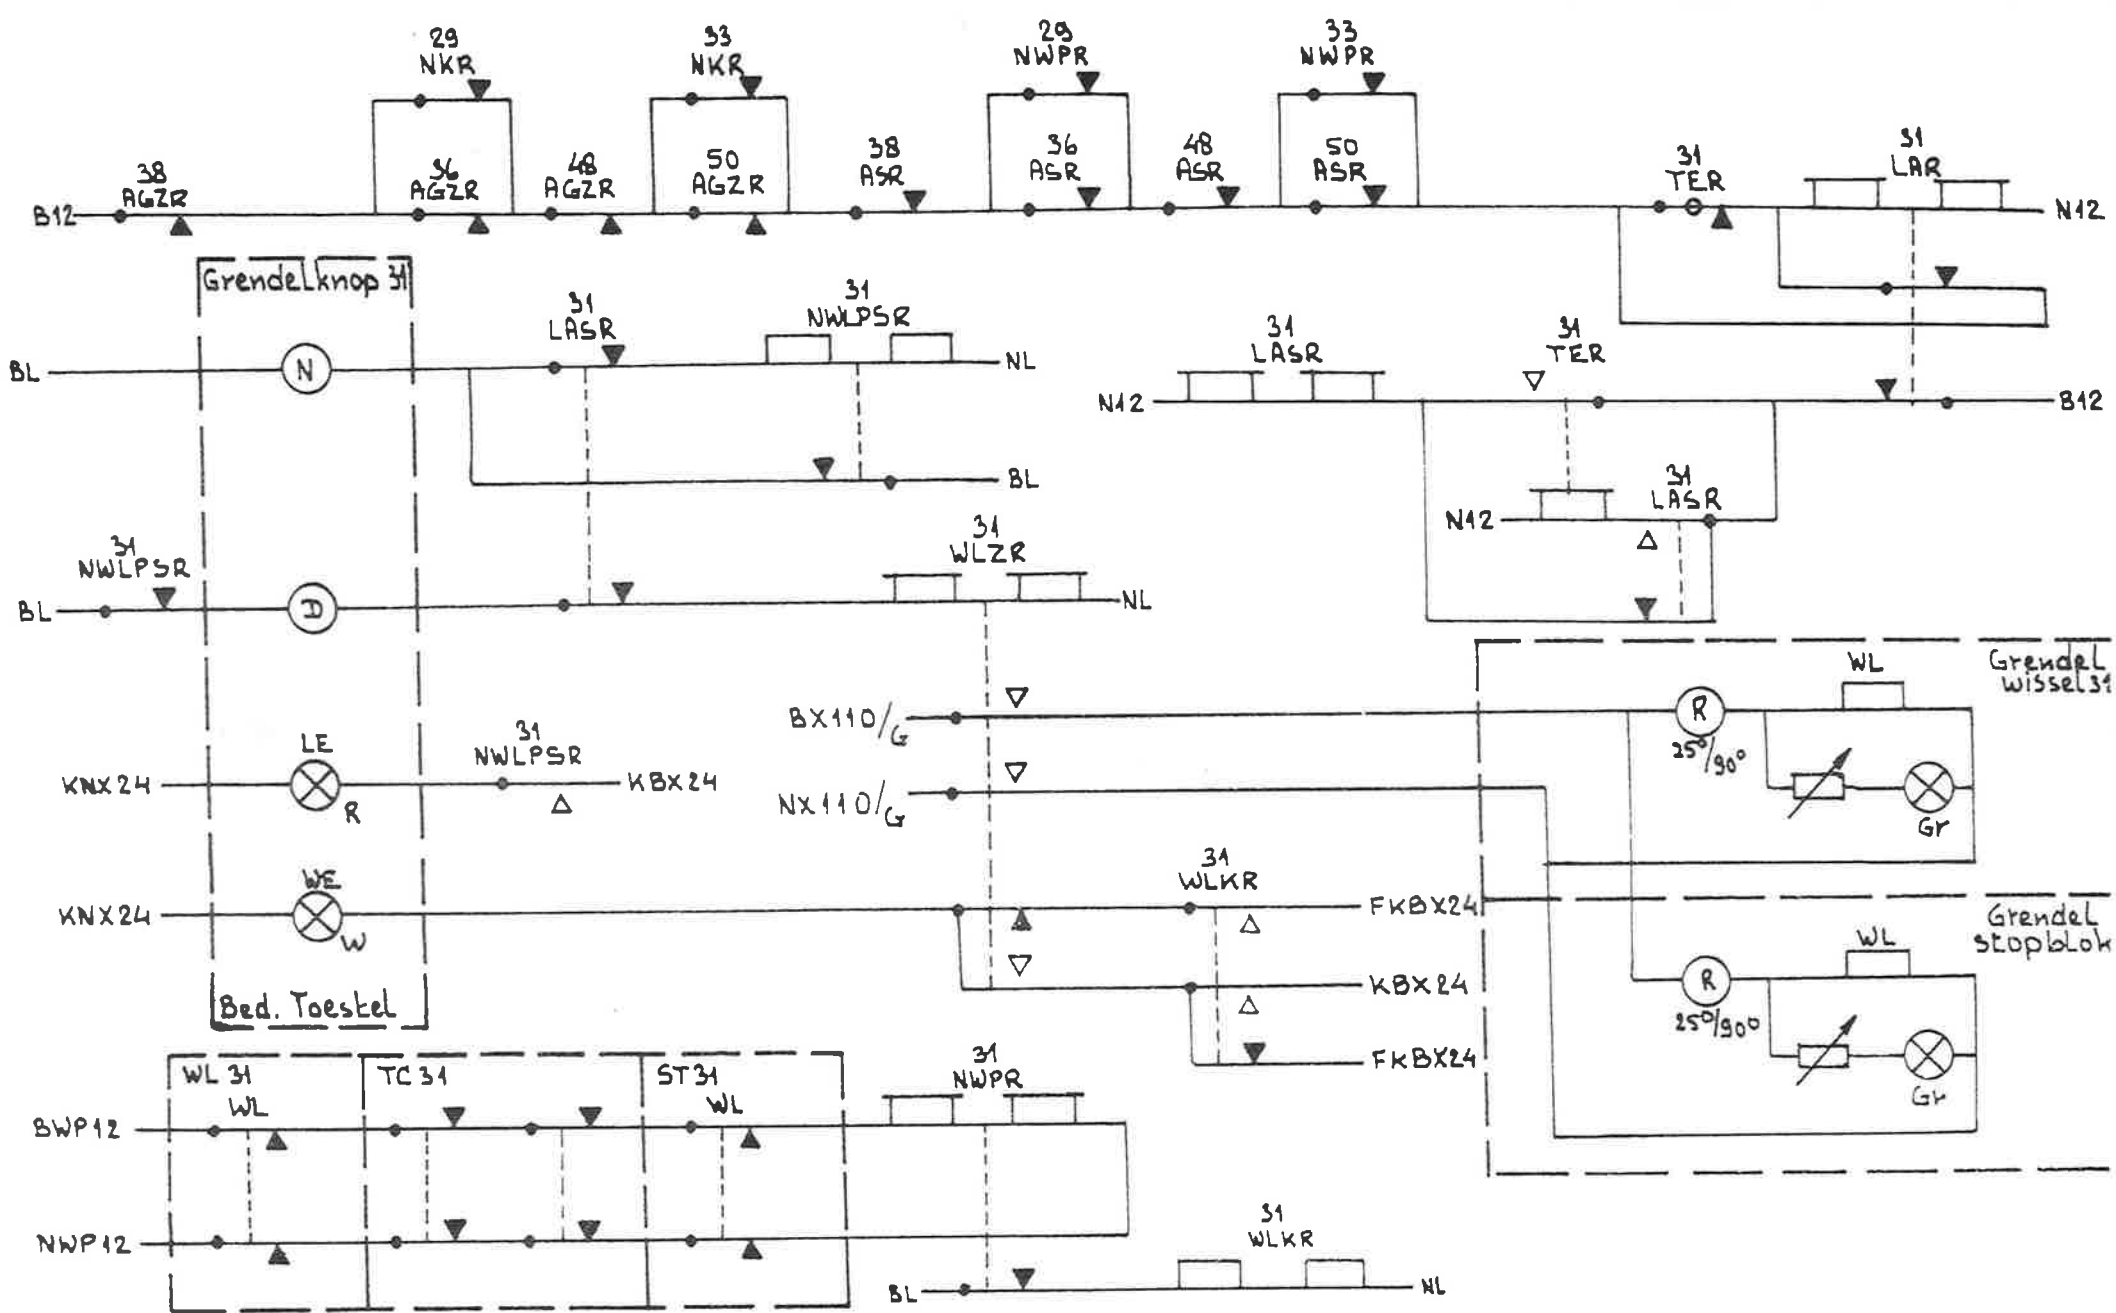 29
NKR
33
NKR
29
NWPR
33
NWPR
38
AGZR
36
AGZR
48
AGZR
50
AGZR
38
ASR
36
ASR
48
ASR
50
ASR
31
TER
31
LAR
B12
N12
Grendelknop 31
31
LASR
31
NWLPSR
BL
N
NL
BL
31
LASR
31
TER
N12
B12
31
LASR
N12
31
NWLPSR
31
WLZR
BL
D
NL
BX110/G
NX110/G
Grendel
wissel 31
WL
R
25°/90°
Gr
LE
R
31
NWLPSR
KNX24
KBX24
WE
W
KNX24
31
WLKR
FKBX24
KBX24
FKBX24
Bed. Toestel
Grendel
stopblok
WL
R
25°/90°
Gr
WL 31
WL
TC 31
ST 31
WL
31
NWPR
BWP12
NWP12
31
WLKR
BL
NL